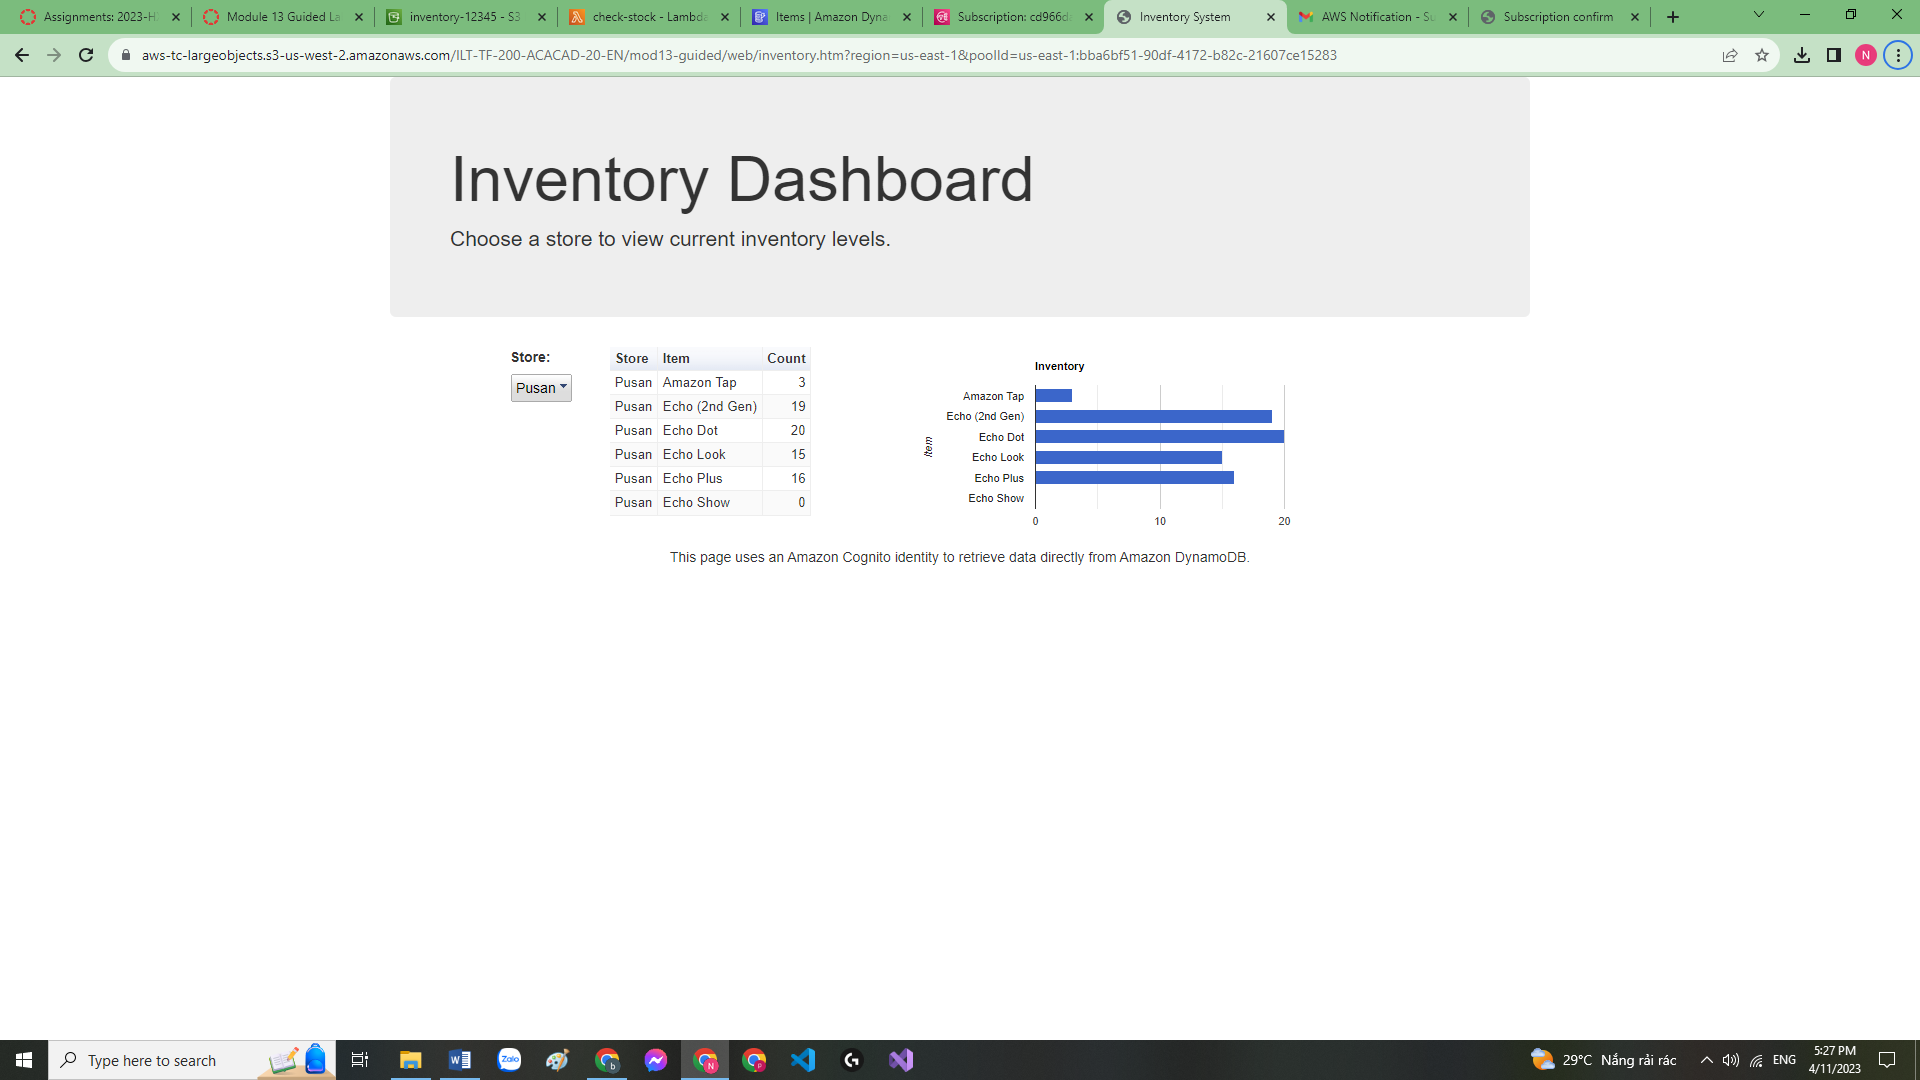 Assignments: 2023-H
Module 13 Guided La
inventory-12345 - S3
check-stock - Lambda
Items | Amazon Dyna
Subscription: cd966d
Inventory System
AWS Notification - Su
Subscription confirm
aws-tc-largeobjects.s3-us-west-2.amazonaws.com/ILT-TF-200-ACACAD-20-EN/mod13-guided/web/inventory.htm?region=us-east-1&poolId=us-east-1:bba6bf51-90df-4172-b82c-21607ce15283
N
Inventory Dashboard
Choose a store to view current inventory levels.
Store:
Pusan
Store Item Count
Pusan Amazon Tap 3
Pusan Echo (2nd Gen) 19
Pusan Echo Dot 20
Pusan Echo Look 15
Pusan Echo Plus 16
Pusan Echo Show 0
Inventory
Item
Amazon Tap
Echo (2nd Gen)
Echo Dot
Echo Look
Echo Plus
Echo Show
0 10 20
This page uses an Amazon Cognito identity to retrieve data directly from Amazon DynamoDB.
Type here to search
Zalo
29°C Nắng rải rác
ENG
5:27 PM
4/11/2023